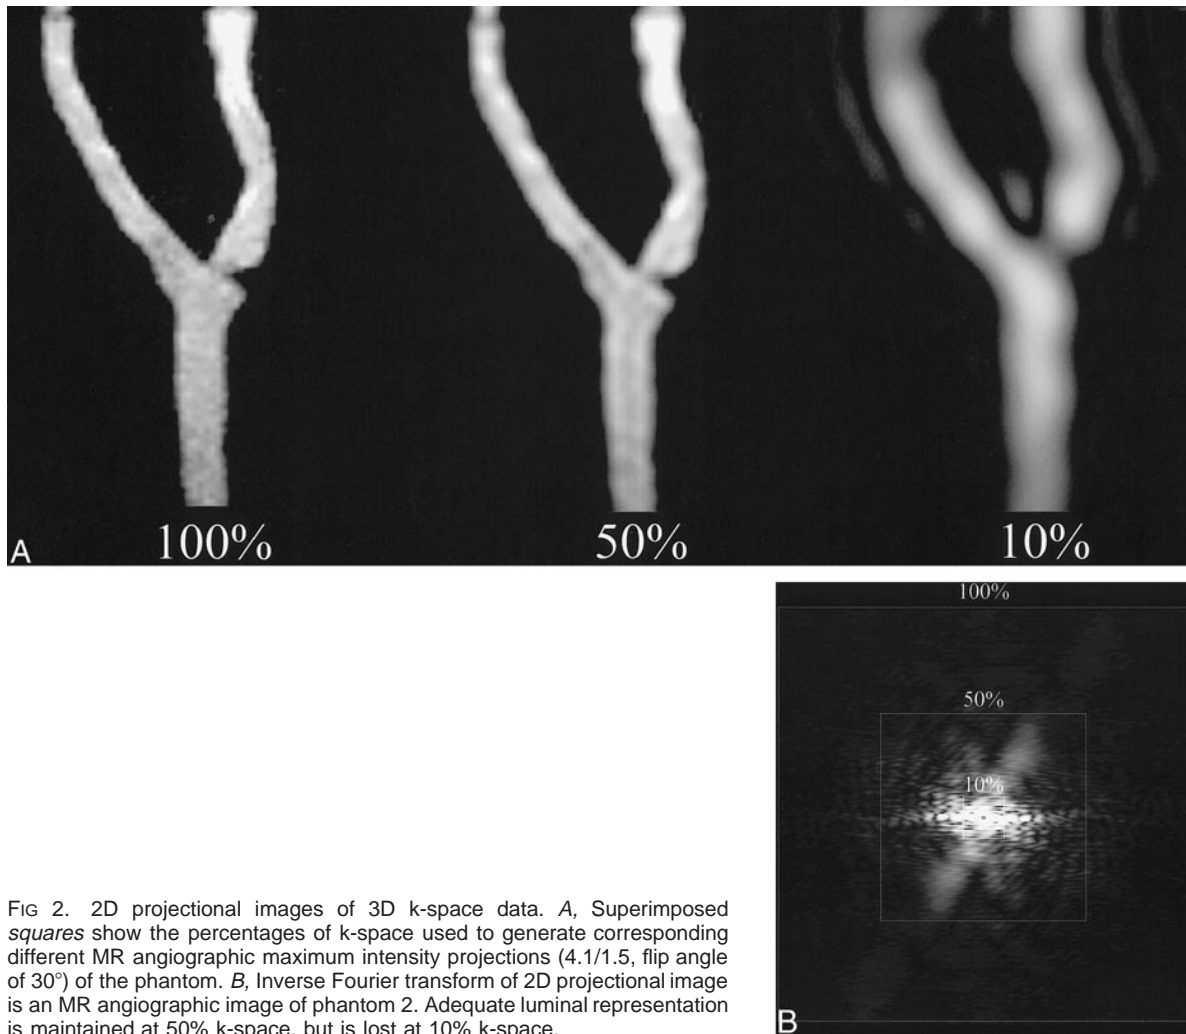 100%
50%
10%
A
100%
50%
10%
B
FIG 2. 2D projectional images of 3D k-space data. A, Superimposed
squares show the percentages of k-space used to generate corresponding
different MR angiographic maximum intensity projections (4.1/1.5, flip angle
of 30°) of the phantom. B, Inverse Fourier transform of 2D projectional image
is an MR angiographic image of phantom 2. Adequate luminal representation
is maintained at 50% k-space, but is lost at 10% k-space.